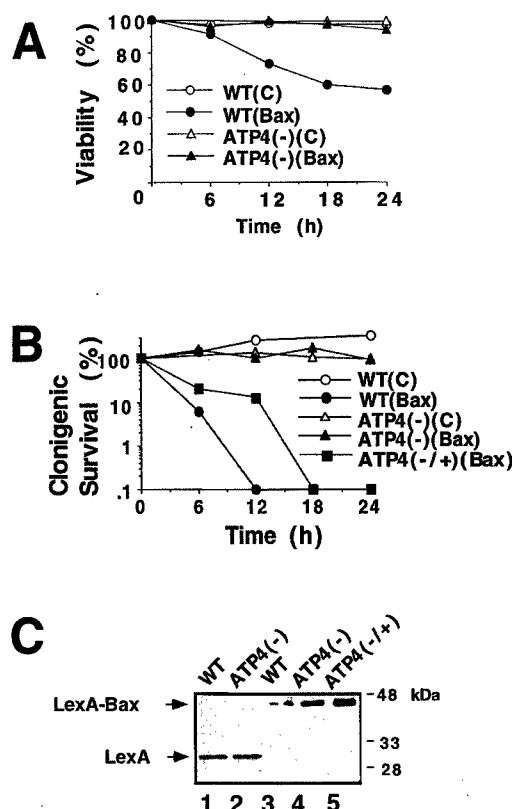 A
Viability (%)
100
80
60
40
20
WT(C)
WT(Bax)
ATP4(-)(C)
ATP4(-)(Bax)
0 6 12 18 24
Time (h)
B
Clonigenic
Survival (%)
100
10
1
.1
WT(C)
WT(Bax)
ATP4(-)(C)
ATP4(-)(Bax)
ATP4(-/+)(Bax)
0 6 12 18 24
Time (h)
C
WT ATP4(-) WT ATP4(-) ATP4(-/+)
LexA-Bax
LexA
48 kDa
33
28
1 2 3 4 5